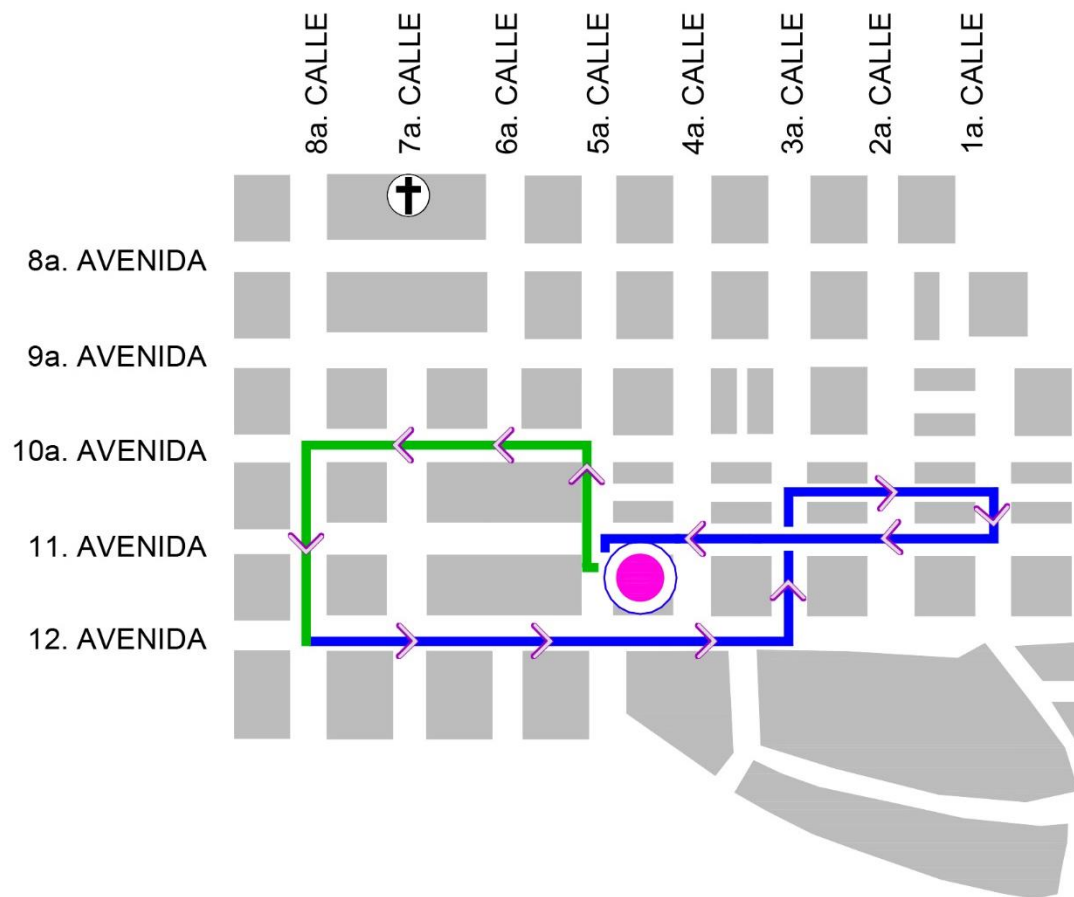 8a. CALLE
7a. CALLE
6a. CALLE
5a. CALLE
4a. CALLE
3a. CALLE
2a. CALLE
1a. CALLE
8a. AVENIDA
9a. AVENIDA
10a. AVENIDA
11. AVENIDA
12. AVENIDA